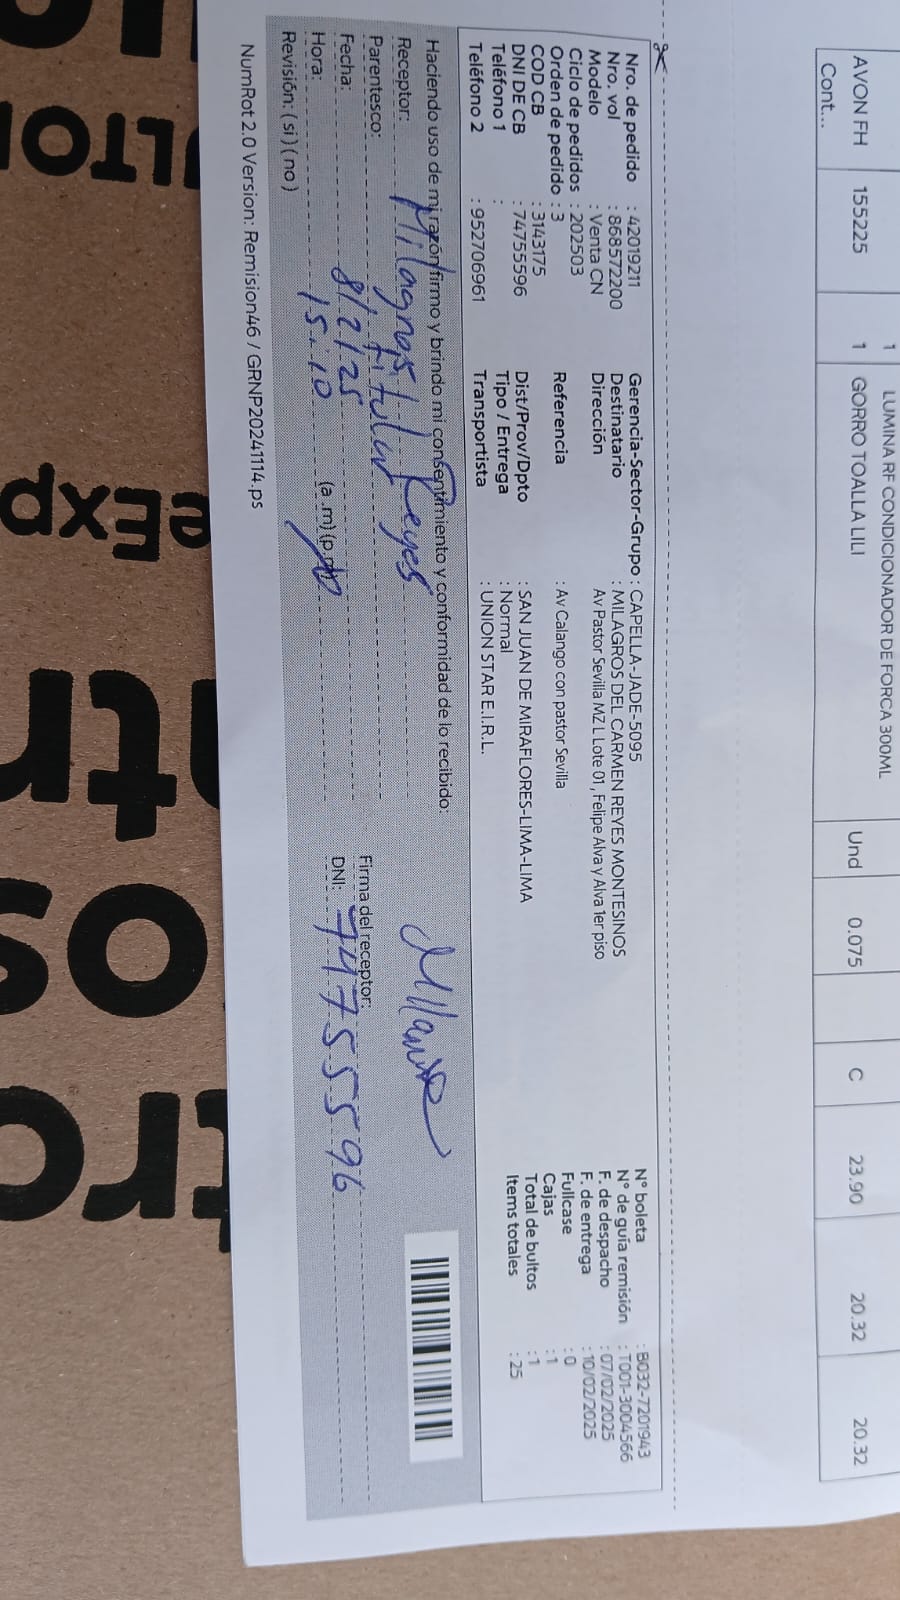 1 LUMINA RF CONDICIONADOR DE FORCA 300ML
AVON FH 155225 1 GORRO TOALLA LILI Und 0.075 C 23.90 20.32 20.32
Cont...
Nro. de pedido : 42019211
Nro. vol : 868572200
Modelo : Venta CN
Ciclo de pedidos : 202503
Orden de pedido : 3
COD CB : 3143175
DNI DE CB : 74755596
Teléfono 1 :
Teléfono 2 : 952706961
Gerencia-Sector-Grupo : CAPELLA-JADE-5095
Destinatario : MILAGROS DEL CARMEN REYES MONTESINOS
Dirección Av Pastor Sevilla MZ L Lote 01, Felipe Alva y Alva 1er piso
Referencia : Av Calango con pastor Sevilla
Dist/Prov/Dpto : SAN JUAN DE MIRAFLORES-LIMA-LIMA
Tipo / Entrega : Normal
Transportista : UNION STAR E.I.R.L.
N° boleta : B032-7201943
N° de guía remisión : T001-3004566
F. de despacho : 07/02/2025
F. de entrega : 10/02/2025
Fullcase : 0
Cajas : 1
Total de bultos : 1
Items totales : 25
Haciendo uso de mi razón firmo y brindo mi consentimiento y conformidad de lo recibido:
Receptor: Milagros Reyes
Parentesco: titular
Fecha: 8/2/25
Hora: 15:10 (a .m) (p.m)
Revisión: ( si ) ( no )
Firma del receptor:
DNI: 74755596
NumRot 2.0 Version: Remision46 / GRNP20241114.ps
eExp